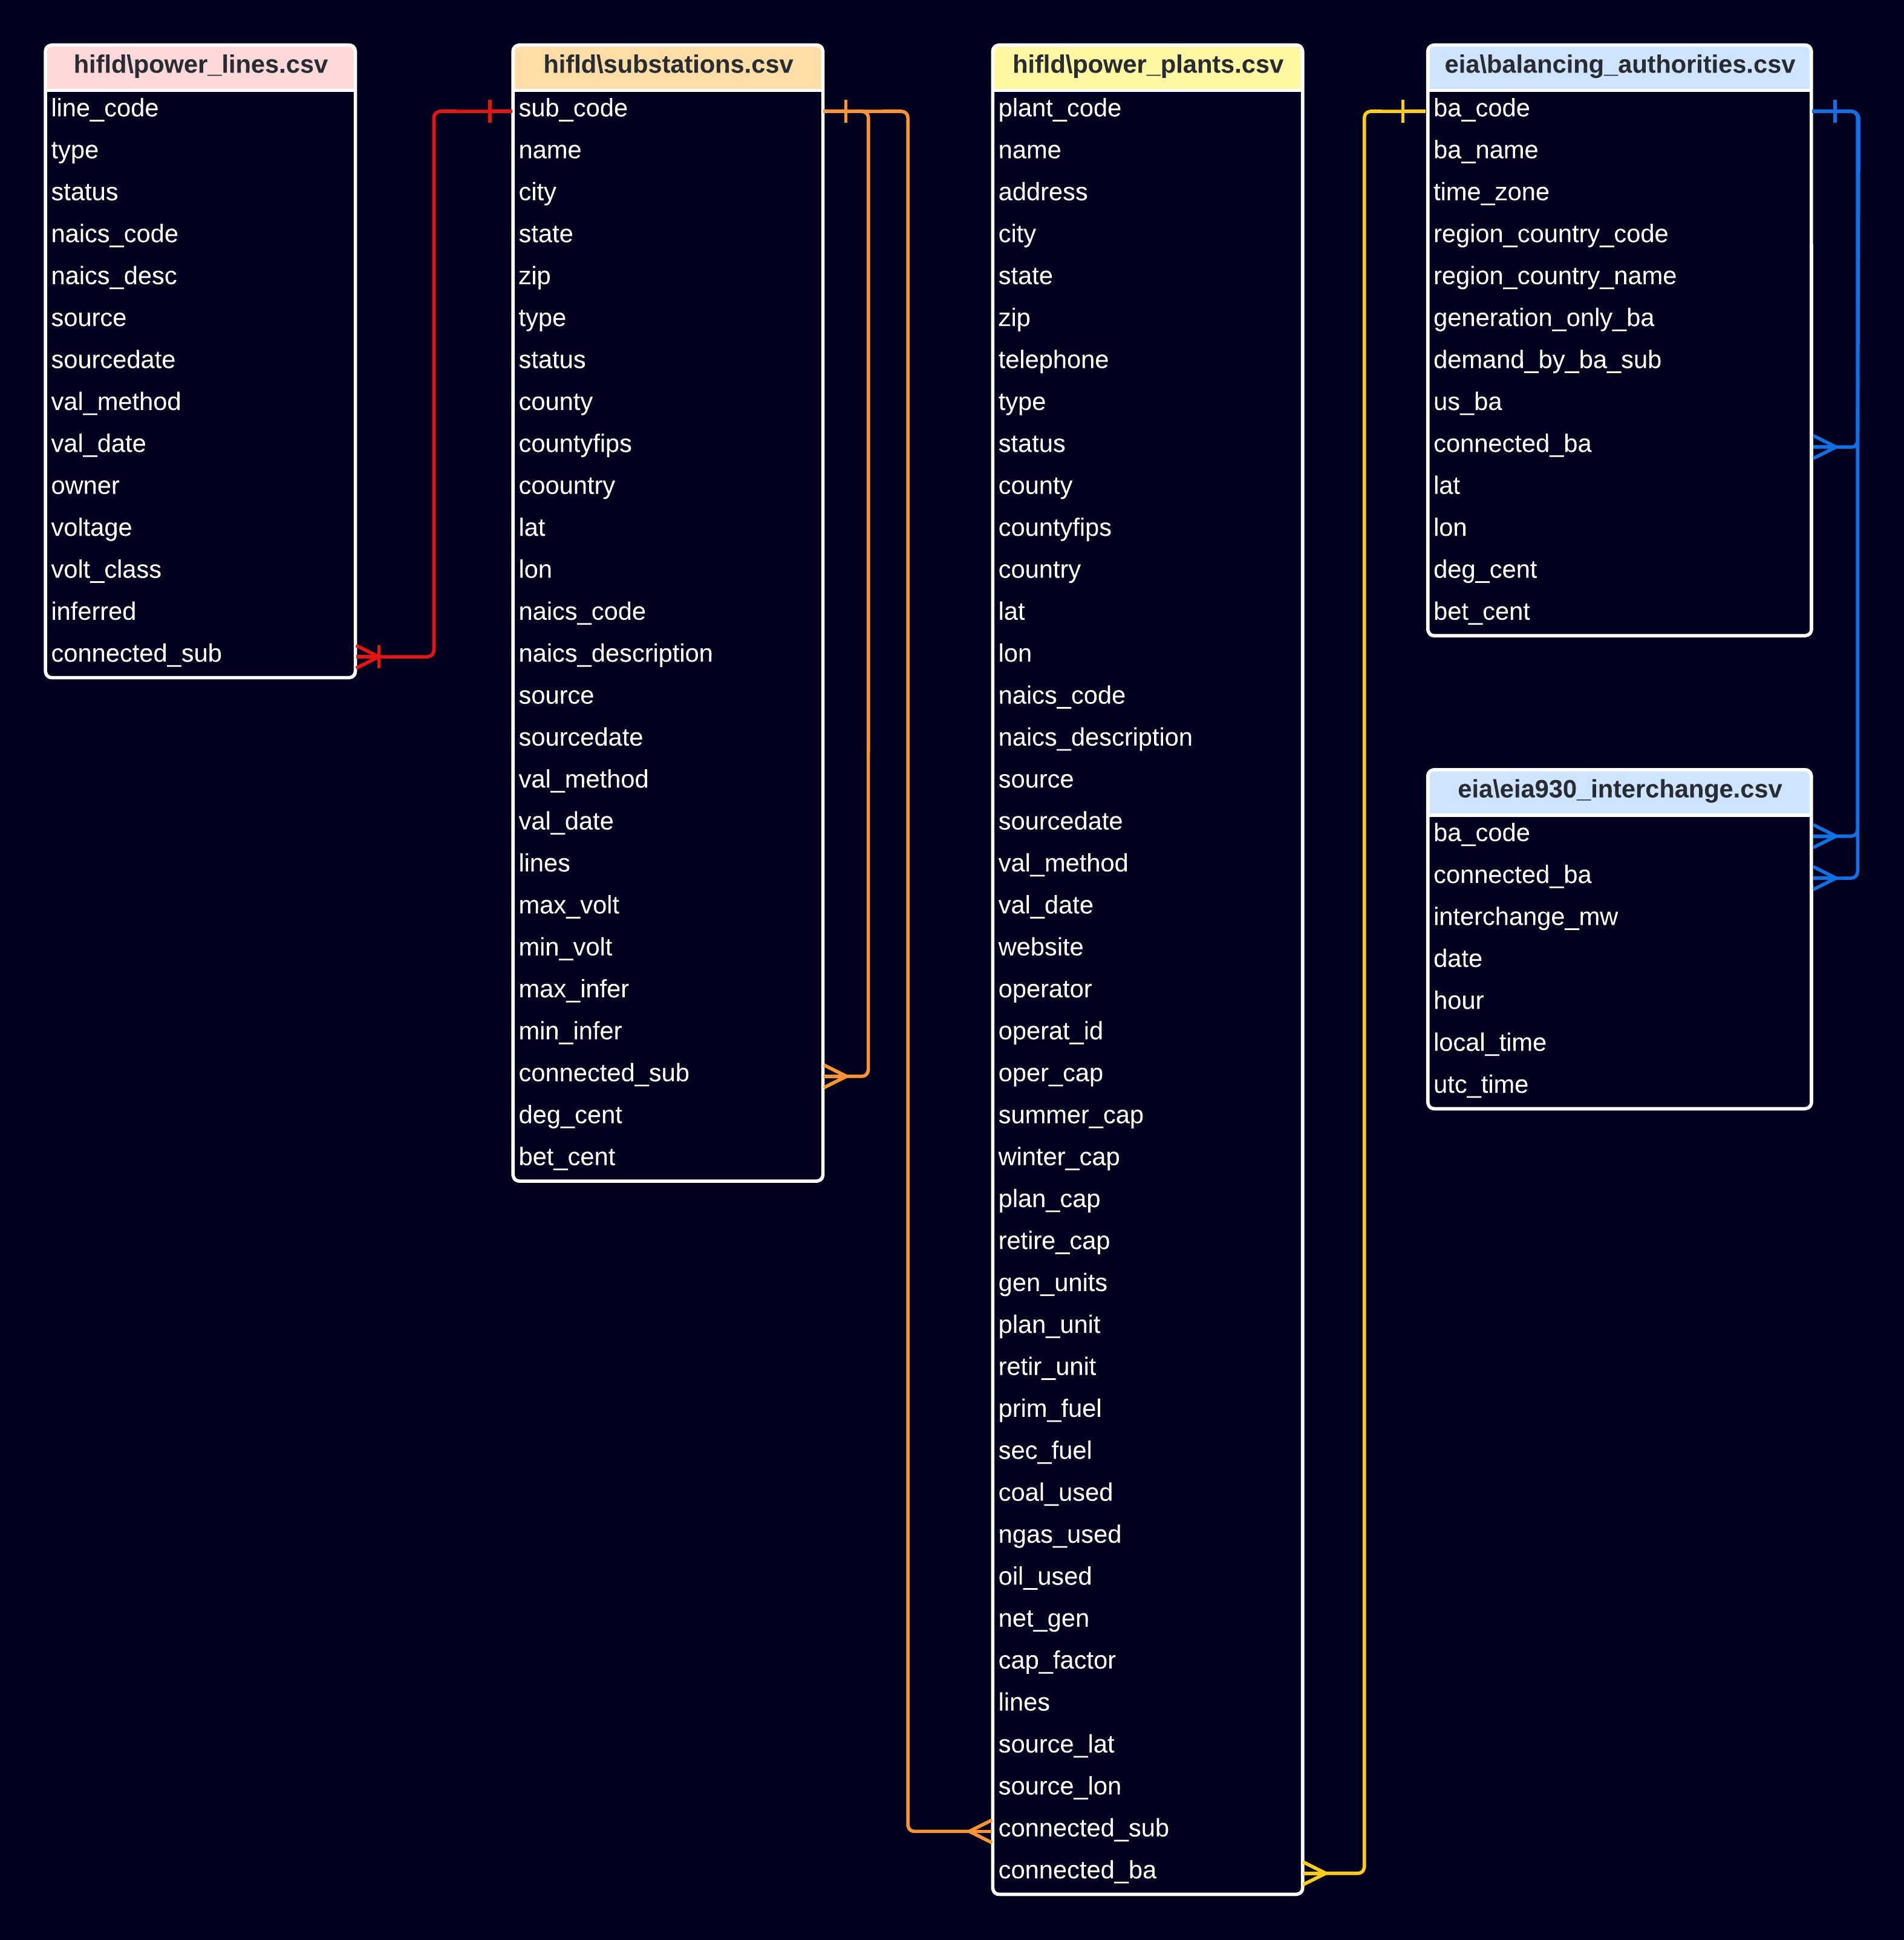 hifld\power_lines.csv
line_code
type
status
naics_code
naics_desc
source
sourcedate
val_method
val_date
owner
voltage
volt_class
inferred
connected_sub
hifld\substations.csv
sub_code
name
city
state
zip
type
status
county
countyfips
coountry
lat
lon
naics_code
naics_description
source
sourcedate
val_method
val_date
lines
max_volt
min_volt
max_infer
min_infer
connected_sub
deg_cent
bet_cent
hifld\power_plants.csv
plant_code
name
address
city
state
zip
telephone
type
status
county
countyfips
country
lat
lon
naics_code
naics_description
source
sourcedate
val_method
val_date
website
operator
operat_id
oper_cap
summer_cap
winter_cap
plan_cap
retire_cap
gen_units
plan_unit
retir_unit
prim_fuel
sec_fuel
coal_used
ngas_used
oil_used
net_gen
cap_factor
lines
source_lat
source_lon
connected_sub
connected_ba
eia\balancing_authorities.csv
ba_code
ba_name
time_zone
region_country_code
region_country_name
generation_only_ba
demand_by_ba_sub
us_ba
connected_ba
lat
lon
deg_cent
bet_cent
eia\eia930_interchange.csv
ba_code
connected_ba
interchange_mw
date
hour
local_time
utc_time